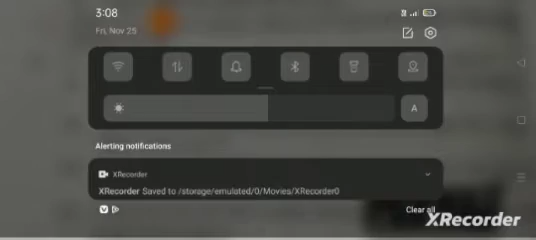 3:08
Fri, Nov 25
A
Alerting notifications
XRecorder
XRecorder Saved to /storage/emulated/0/Movies/XRecorder0
Clear all
XRecorder